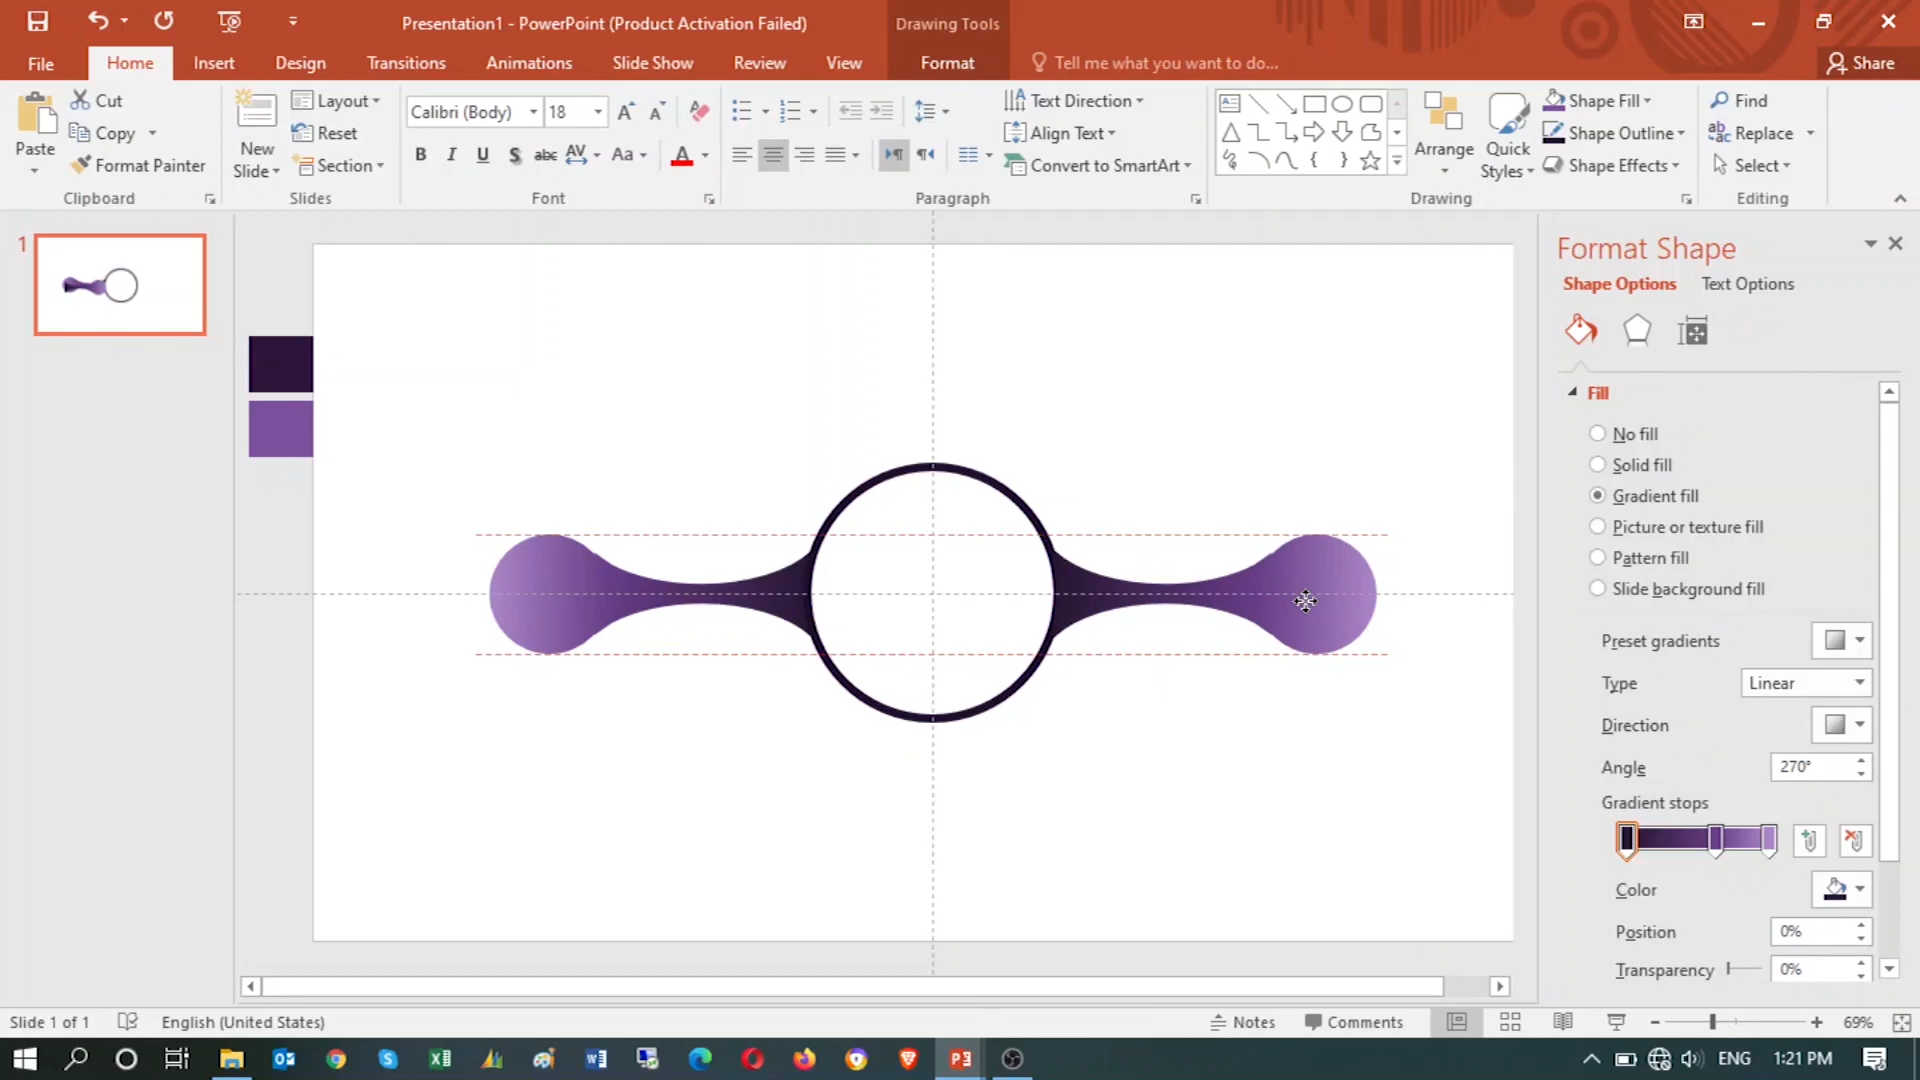 Presentation1 - PowerPoint (Product Activation Failed)
Drawing Tools
File
Home
Insert
Design
Transitions
Animations
Slide Show
Review
View
Format
Tell me what you want to do...
Share
Paste
Cut
Copy
Format Painter
Clipboard
New
Slide
Layout
Reset
Section
Slides
Calibri (Body)
18
B I U S abc AV Aa A
Font
Text Direction
Align Text
Convert to SmartArt
Paragraph
Arrange
Quick
Styles
Shape Fill
Shape Outline
Shape Effects
Drawing
Find
Replace
Select
Editing
1
Format Shape
Shape Options
Text Options
Fill
No fill
Solid fill
Gradient fill
Picture or texture fill
Pattern fill
Slide background fill
Preset gradients
Type
Linear
Direction
Angle
270°
Gradient stops
Color
Position
0%
Transparency
0%
Slide 1 of 1
English (United States)
Notes
Comments
69%
ENG
1:21 PM